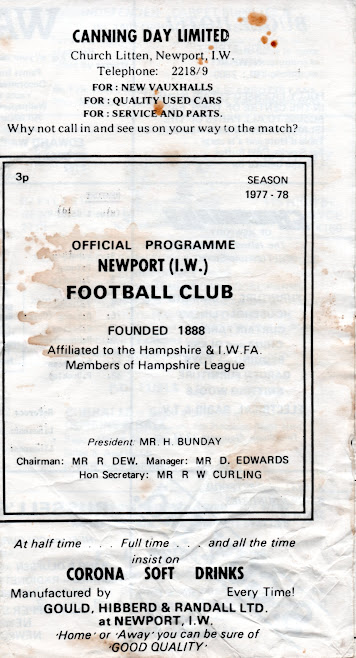 CANNING DAY LIMITED
Church Litten, Newport, I.W.
Telephone: 2218/9
FOR : NEW VAUXHALLS
FOR : QUALITY USED CARS
FOR : SERVICE AND PARTS.
Why not call in and see us on your way to the match?
3p
SEASON
1977 - 78
OFFICIAL PROGRAMME
NEWPORT (I.W.)
FOOTBALL CLUB
FOUNDED 1888
Affiliated to the Hampshire & I.W.FA.
Members of Hampshire League
President: MR. H. BUNDAY
Chairman: MR R DEW. Manager: MR D. EDWARDS
Hon Secretary: MR R W CURLING
At half time . . . Full time . . . and all the time
insist on
CORONA SOFT DRINKS
Manufactured by Every Time!
GOULD, HIBBERD & RANDALL LTD.
at NEWPORT, I.W.
'Home' or 'Away' you can be sure of
'GOOD QUALITY'